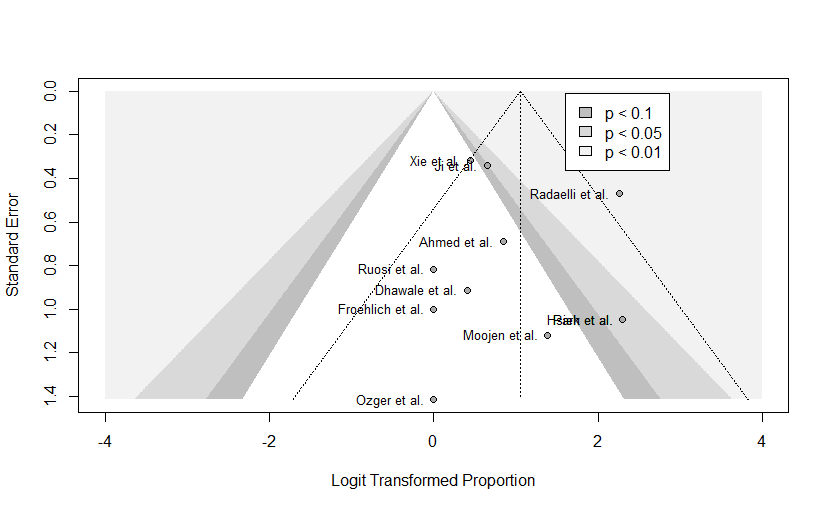 0.0
0.2
0.4
0.6
0.8
1.0
1.2
1.4
Standard Error
p < 0.1
p < 0.05
p < 0.01
Xie et al.
Ji et al.
Radaelli et al.
Ahmed et al.
Ruosi et al.
Dhawale et al.
Froehlich et al.
et al.
Moojen et al.
Ozger et al.
-4
-2
0
2
4
Logit Transformed Proportion